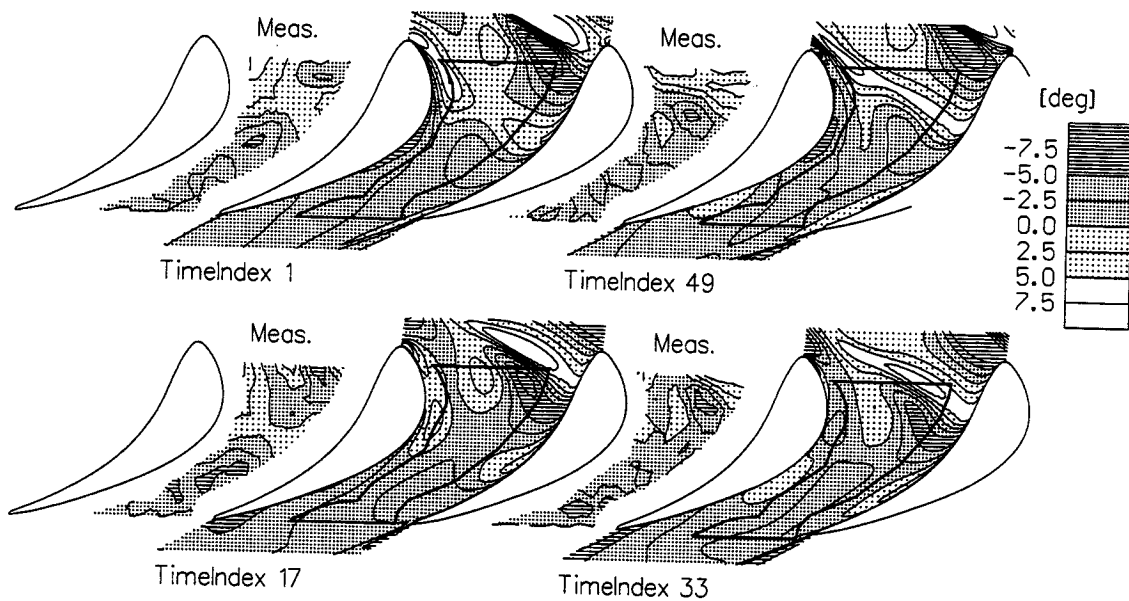 Meas.
Meas.
[deg]
-7.5
-5.0
-2.5
0.0
2.5
5.0
7.5
TimeIndex 1
TimeIndex 49
Meas.
Meas.
TimeIndex 17
TimeIndex 33